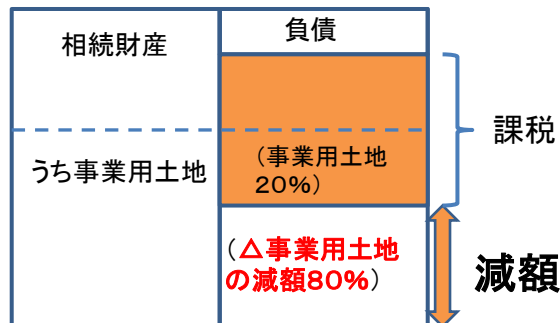 相続財産
負債
課税
うち事業用土地
（事業用土地
20%）
（△事業用土地
の減額80%）
減額